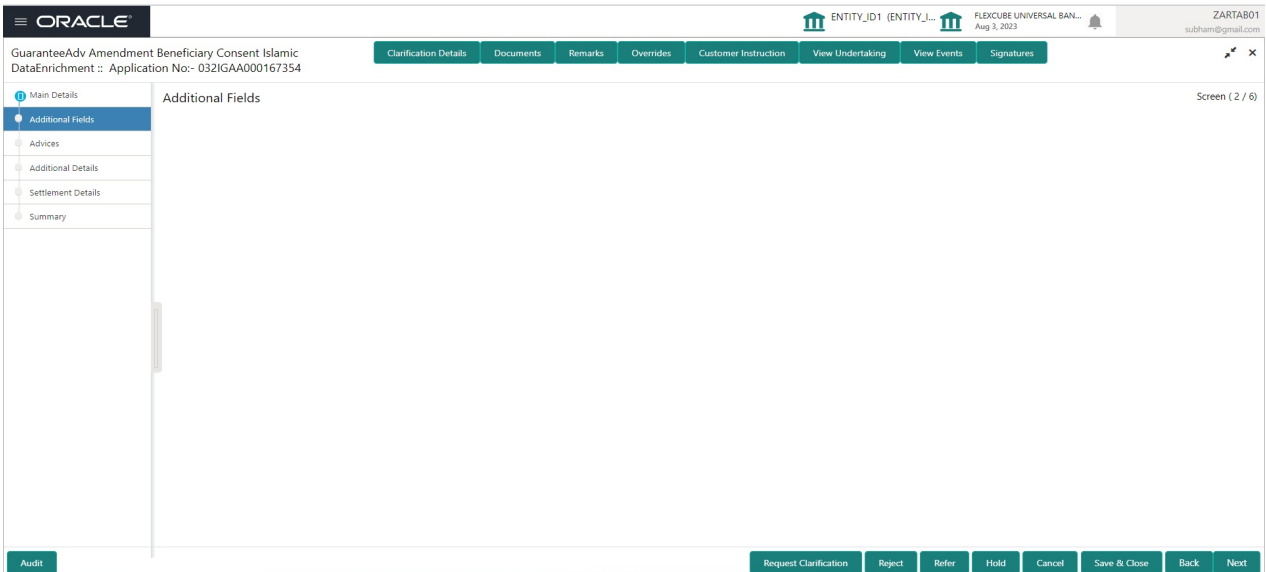 ORACLE
ENTITY_ID1 (ENTITY_I...
FLEXCUBE UNIVERSAL BAN...
Aug 3, 2023
ZARTAB01
subham@gmail.com
GuaranteeAdv Amendment Beneficiary Consent Islamic
DataEnrichment :: Application No:- 032IGAA000167354
Clarification Details
Documents
Remarks
Overrides
Customer Instruction
View Undertaking
View Events
Signatures
Main Details
Additional Fields
Advices
Additional Details
Settlement Details
Summary
Additional Fields
Screen ( 2 / 6)
Audit
Request Clarification
Reject
Refer
Hold
Cancel
Save & Close
Back
Next